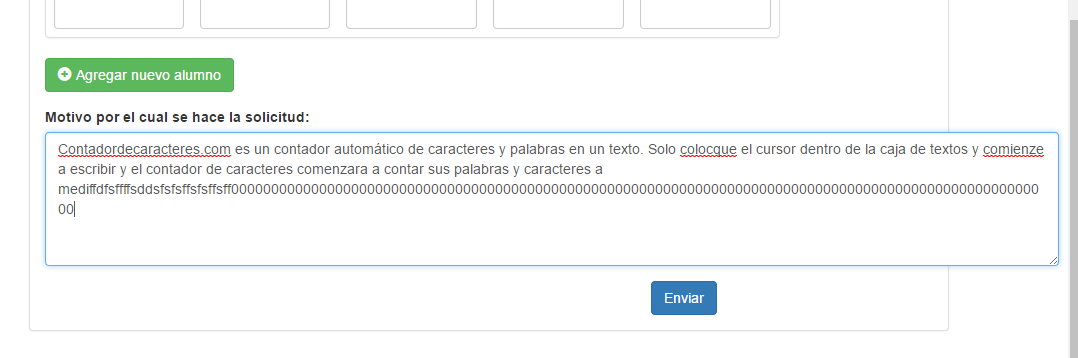 Agregar nuevo alumno
Motivo por el cual se hace la solicitud:
Contadordecaracteres.com es un contador automático de caracteres y palabras en un texto. Solo colocque el cursor dentro de la caja de textos y comienze
a escribir y el contador de caracteres comenzara a contar sus palabras y caracteres a
mediffdfsffffsddsfsfsffsfsffsff0000000000000000000000000000000000000000000000000000000000000000000000000000000000000000000000000000
00
Enviar